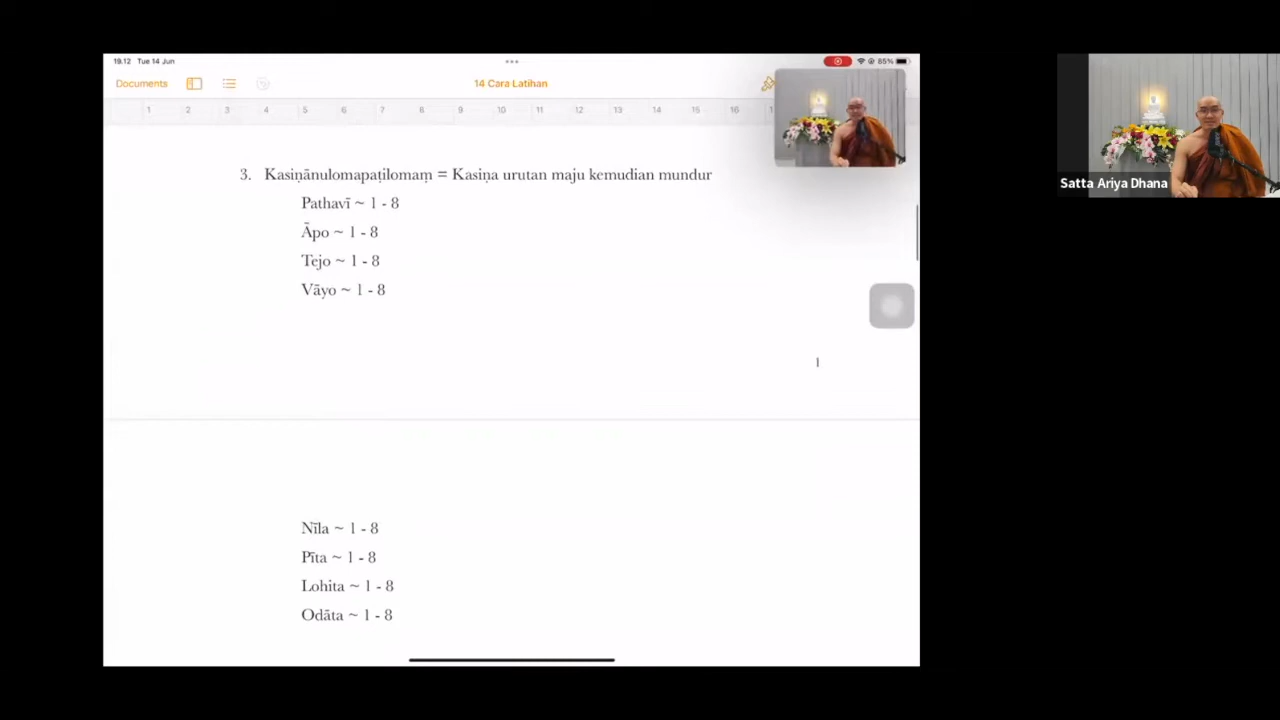 19.12 Tue 14 Jun
85%
Documents
14 Cara Latihan
1 2 3 4 5 6 7 8 9 10 11 12 13 14 15 16
3. Kasiṇānulomapaṭilomaṃ = Kasiṇa urutan maju kemudian mundur
Pathavī ~ 1 - 8
Āpo ~ 1 - 8
Tejo ~ 1 - 8
Vāyo ~ 1 - 8
1
Nīla ~ 1 - 8
Pīta ~ 1 - 8
Lohita ~ 1 - 8
Odāta ~ 1 - 8
Satta Ariya Dhana